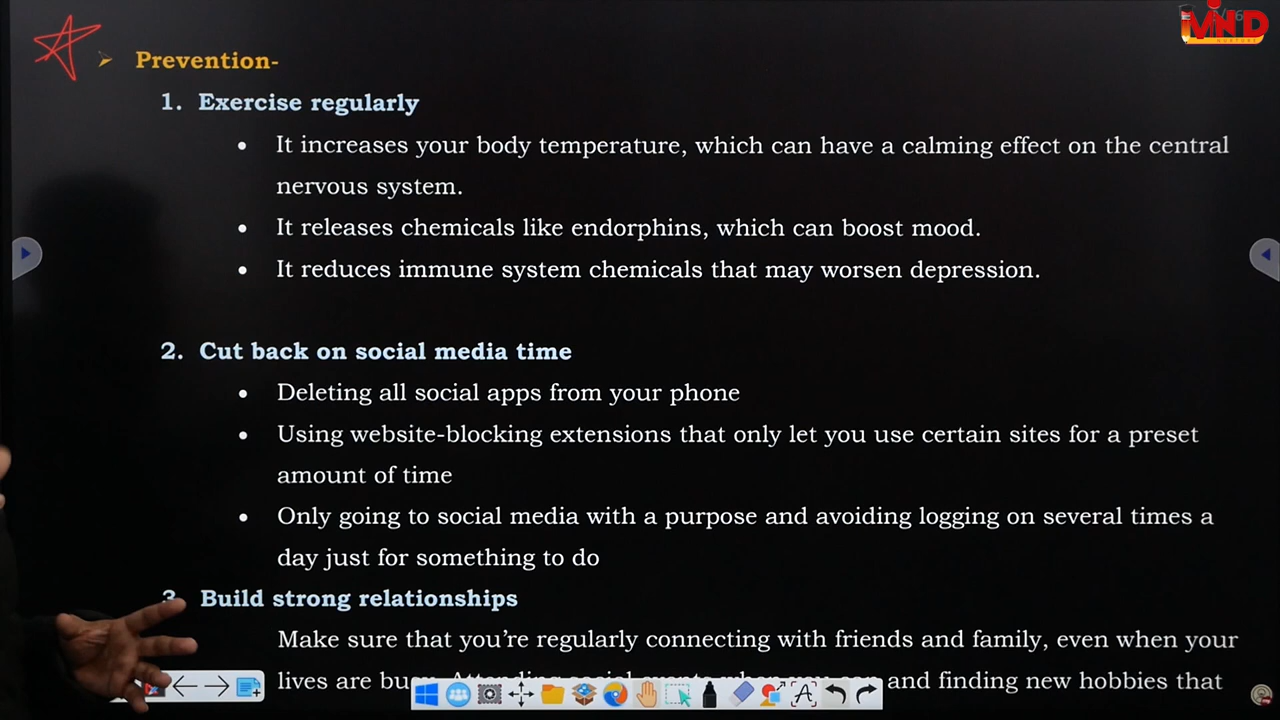 MIND
Prevention-
1. Exercise regularly
• It increases your body temperature, which can have a calming effect on the central
nervous system.
• It releases chemicals like endorphins, which can boost mood.
• It reduces immune system chemicals that may worsen depression.
2. Cut back on social media time
• Deleting all social apps from your phone
• Using website-blocking extensions that only let you use certain sites for a preset
amount of time
• Only going to social media with a purpose and avoiding logging on several times a
day just for something to do
3. Build strong relationships
Make sure that you’re regularly connecting with friends and family, even when your
lives are and finding new hobbies that